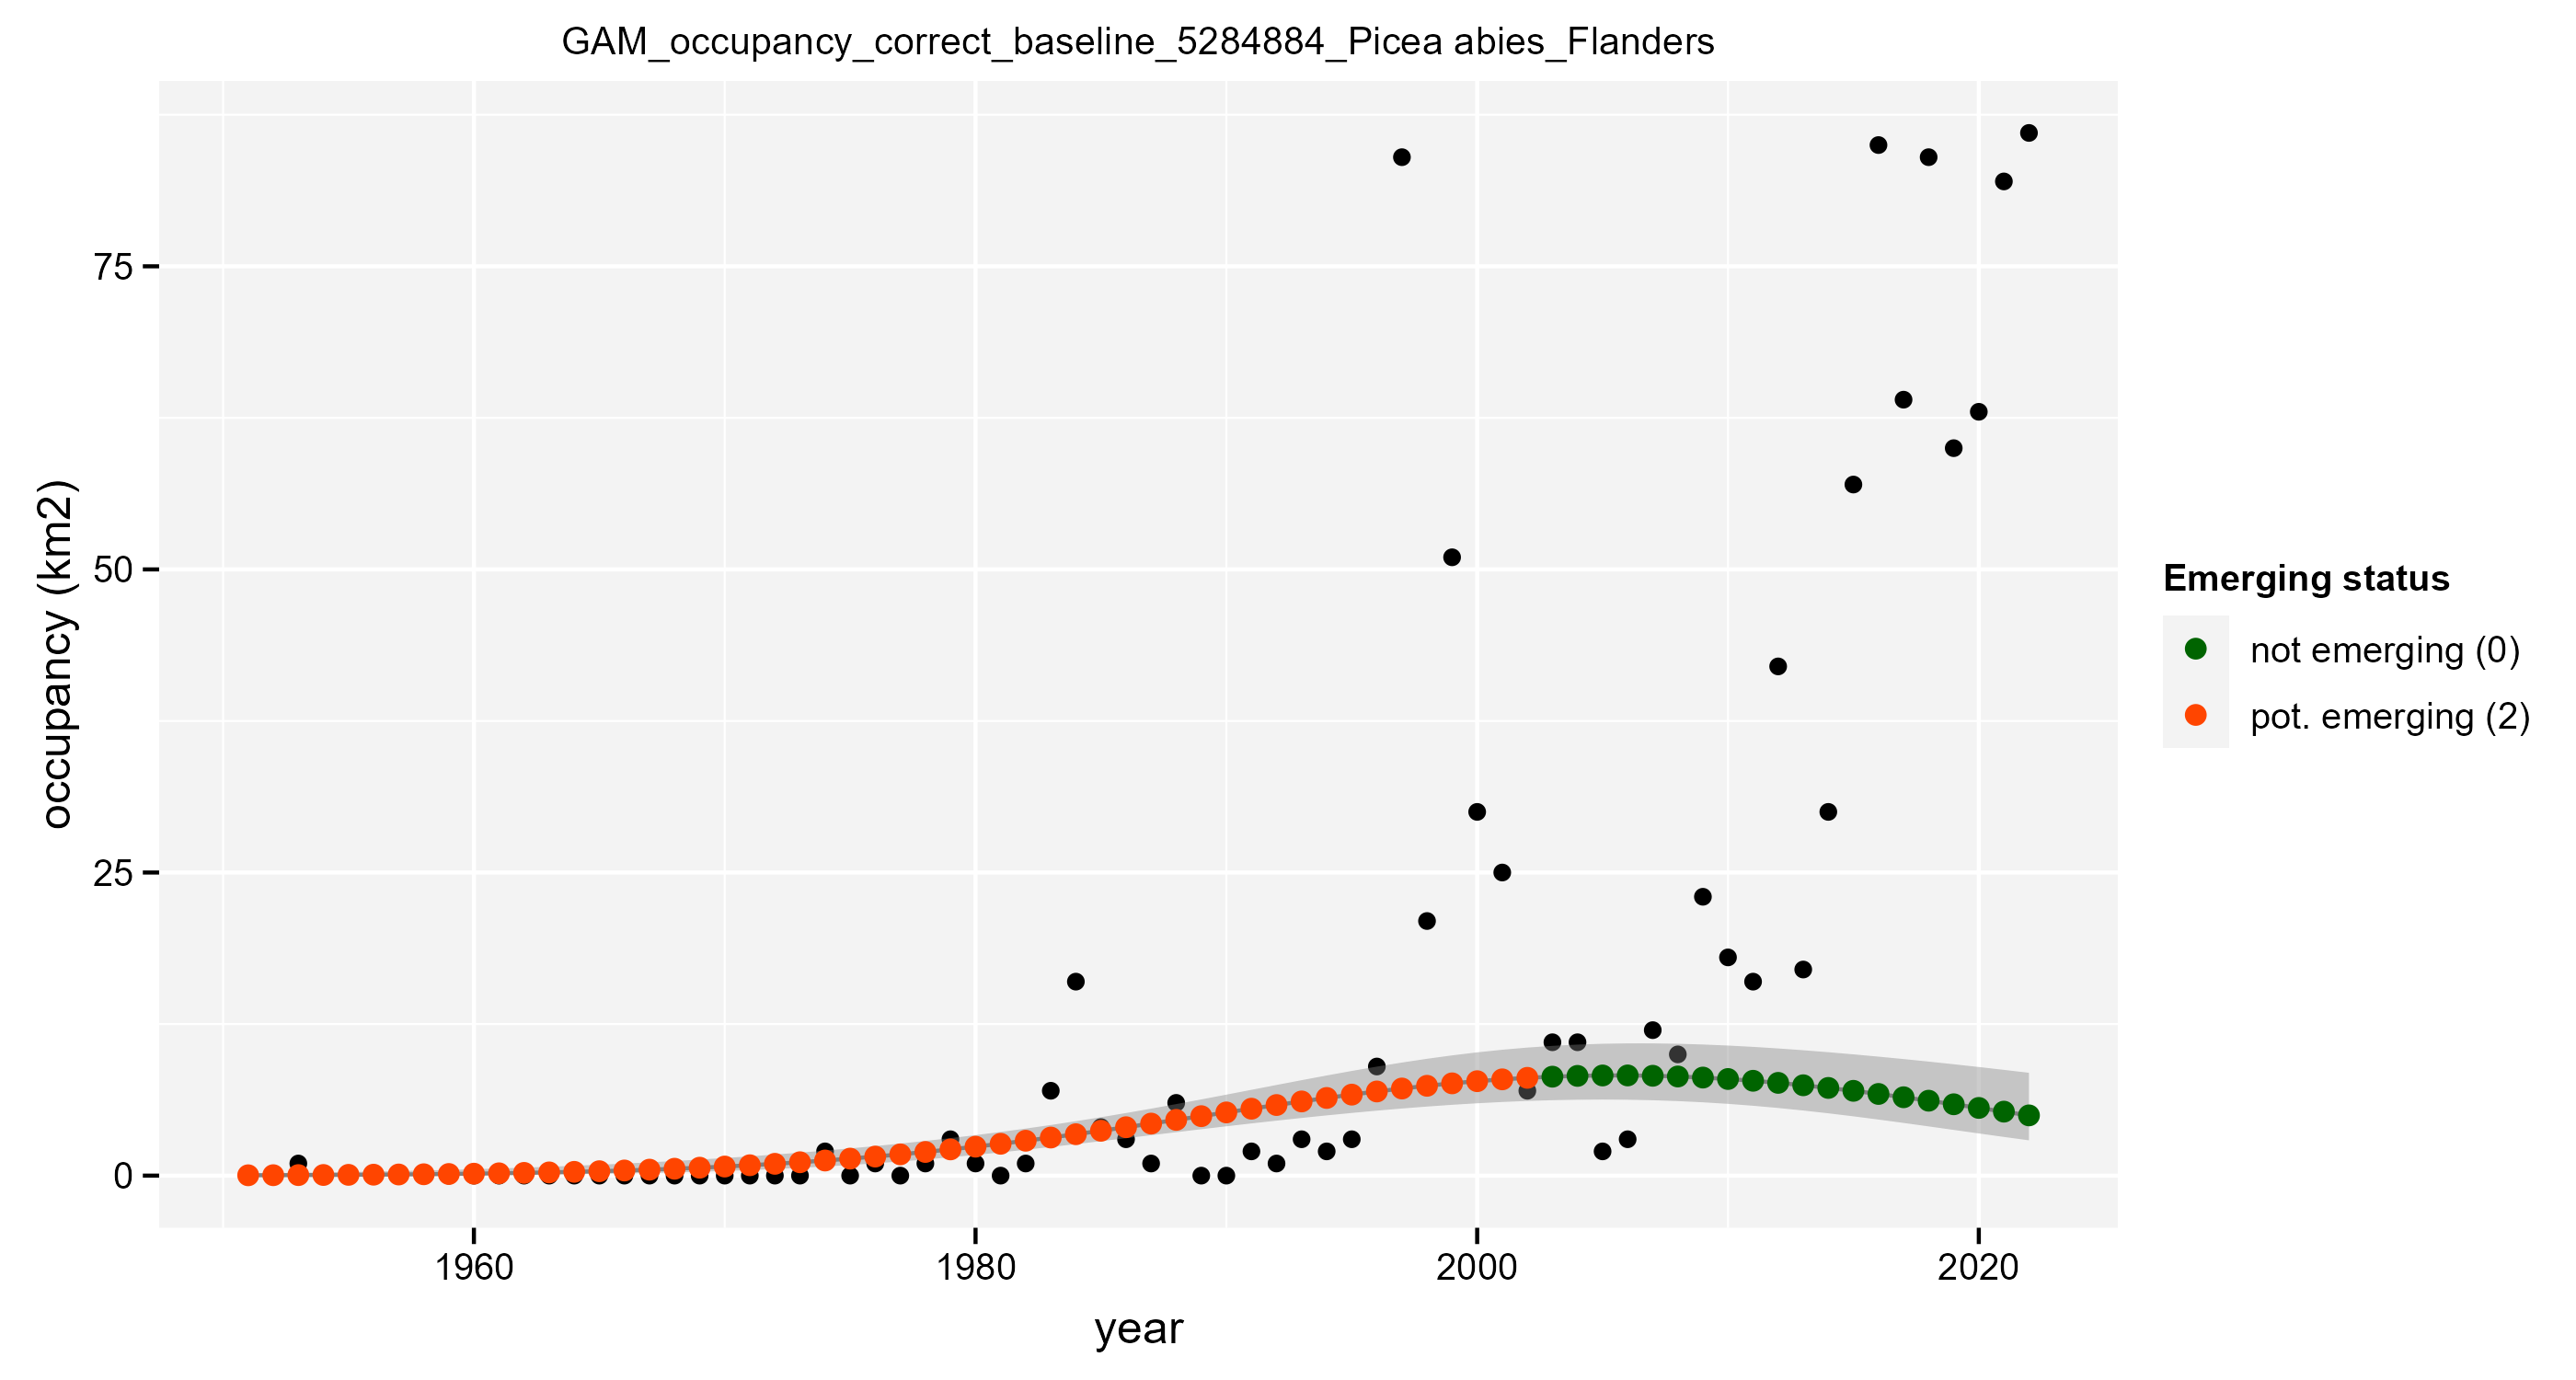 GAM_occupancy_correct_baseline_5284884_Picea abies_Flanders
occupancy (km2)
75
50
25
0
1960 1980 2000 2020
year
Emerging status
not emerging (0)
pot. emerging (2)